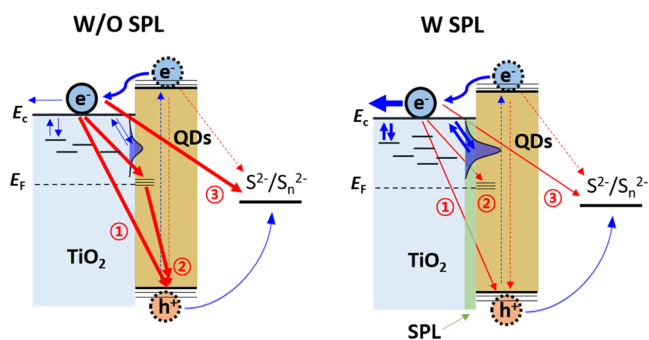 W/O SPL
e⁻
e⁻
E_c
QDs
E_F
S²⁻/S_n²⁻
③
①
②
TiO₂
h⁺
W SPL
e⁻
e⁻
E_c
QDs
E_F
S²⁻/S_n²⁻
②
③
①
TiO₂
h⁺
SPL